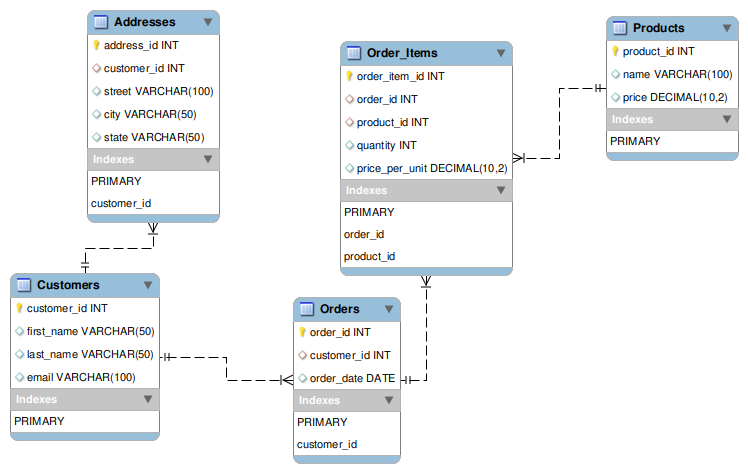 Addresses
address_id INT
customer_id INT
street VARCHAR(100)
city VARCHAR(50)
state VARCHAR(50)
Indexes
PRIMARY
customer_id
Order_Items
order_item_id INT
order_id INT
product_id INT
quantity INT
price_per_unit DECIMAL(10,2)
Indexes
PRIMARY
order_id
product_id
Products
product_id INT
name VARCHAR(100)
price DECIMAL(10,2)
Indexes
PRIMARY
Customers
customer_id INT
first_name VARCHAR(50)
last_name VARCHAR(50)
email VARCHAR(100)
Indexes
PRIMARY
Orders
order_id INT
customer_id INT
order_date DATE
Indexes
PRIMARY
customer_id